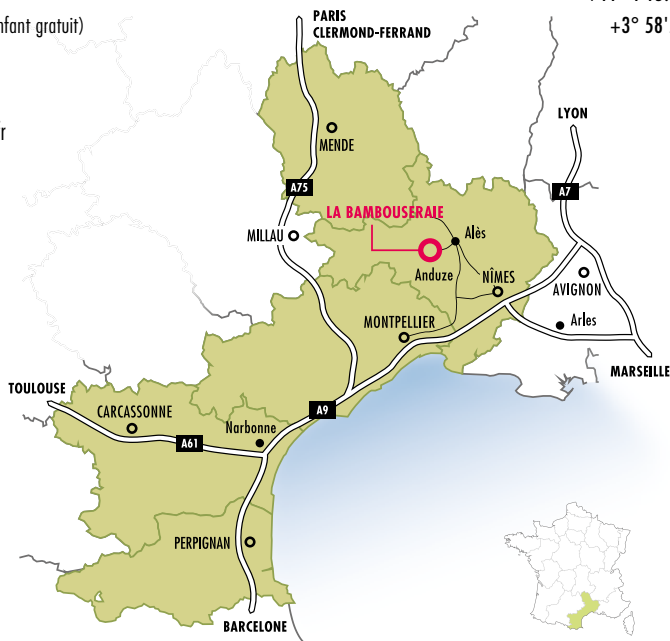 nfant gratuit)
+3° 58'
PARIS
CLERMOND-FERRAND
LYON
MENDE
A75
A7
LA BAMBOUSERAIE
MILLAU
Alès
Anduze
NÎMES
AVIGNON
MONTPELLIER
Arles
MARSEILLE
TOULOUSE
CARCASSONNE
A9
Narbonne
A61
PERPIGNAN
BARCELONE